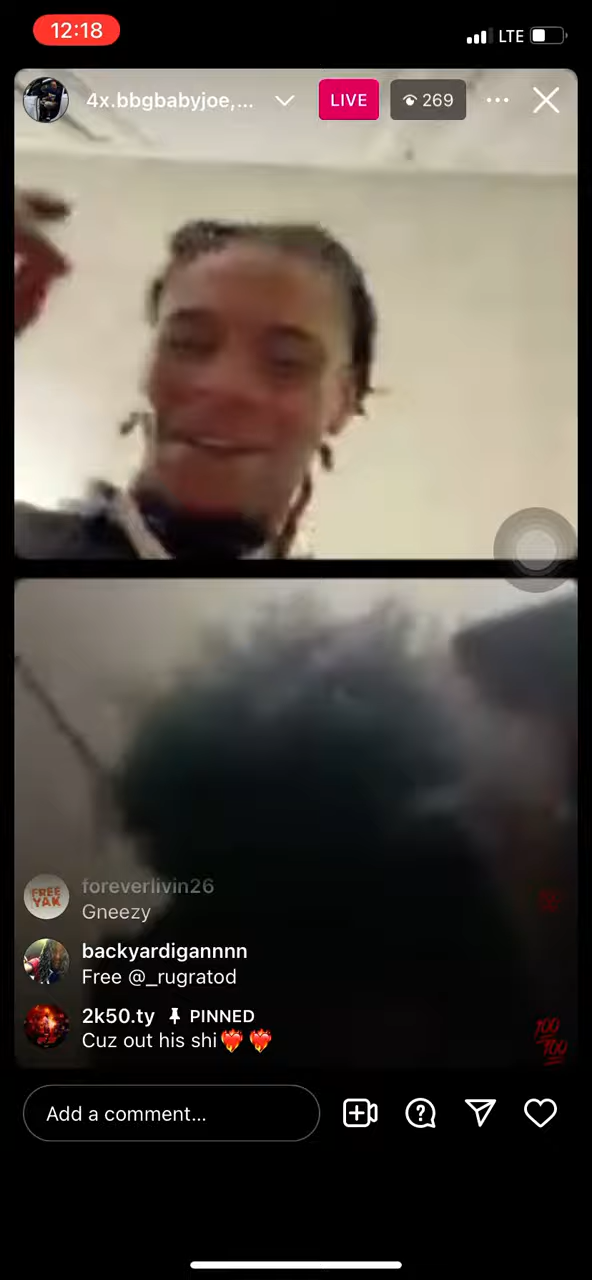 12:18
LTE
4x.bbgbabyjoe,...
LIVE
269
FREE
YAK
foreverlivin26
Gneezy
backyardigannnn
Free @_rugratod
2k50.ty PINNED
Cuz out his shi❤️‍🔥 ❤️‍🔥
💯
💯
Add a comment...